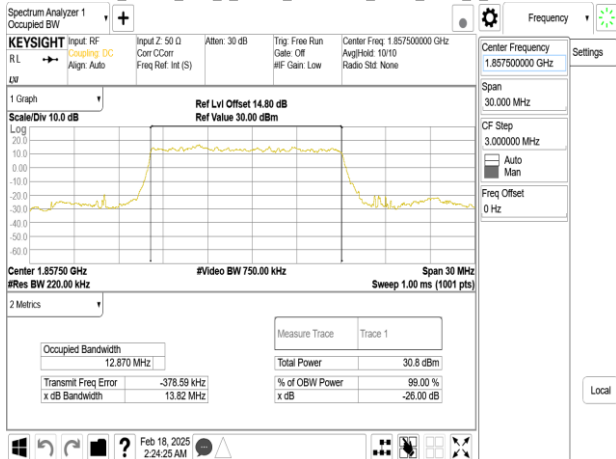 Spectrum Analyzer 1
Occupied BW
Frequency
KEYSIGHT
RL
LXI
Input: RF
Coupling: DC
Align: Auto
Input Z: 50 Ω
Corr CCorr
Freq Ref: Int (S)
Atten: 30 dB
Trig: Free Run
Gate: Off
#IF Gain: Low
Center Freq: 1.857500000 GHz
Avg|Hold: 10/10
Radio Std: None
1 Graph
Scale/Div 10.0 dB
Ref Lvl Offset 14.80 dB
Ref Value 30.00 dBm
Log
20.0
10.0
0.00
-10.0
-20.0
-30.0
-40.0
-50.0
-60.0
Center 1.85750 GHz
#Res BW 220.00 kHz
#Video BW 750.00 kHz
Span 30 MHz
Sweep 1.00 ms (1001 pts)
2 Metrics
Occupied Bandwidth
12.870 MHz
Transmit Freq Error -378.59 kHz
x dB Bandwidth 13.82 MHz
Measure Trace Trace 1
Total Power 30.8 dBm
% of OBW Power 99.00 %
x dB -26.00 dB
Center Frequency
1.857500000 GHz
Span
30.000 MHz
CF Step
3.000000 MHz
Auto
Man
Freq Offset
0 Hz
Settings
Local
Feb 18, 2025
2:24:25 AM